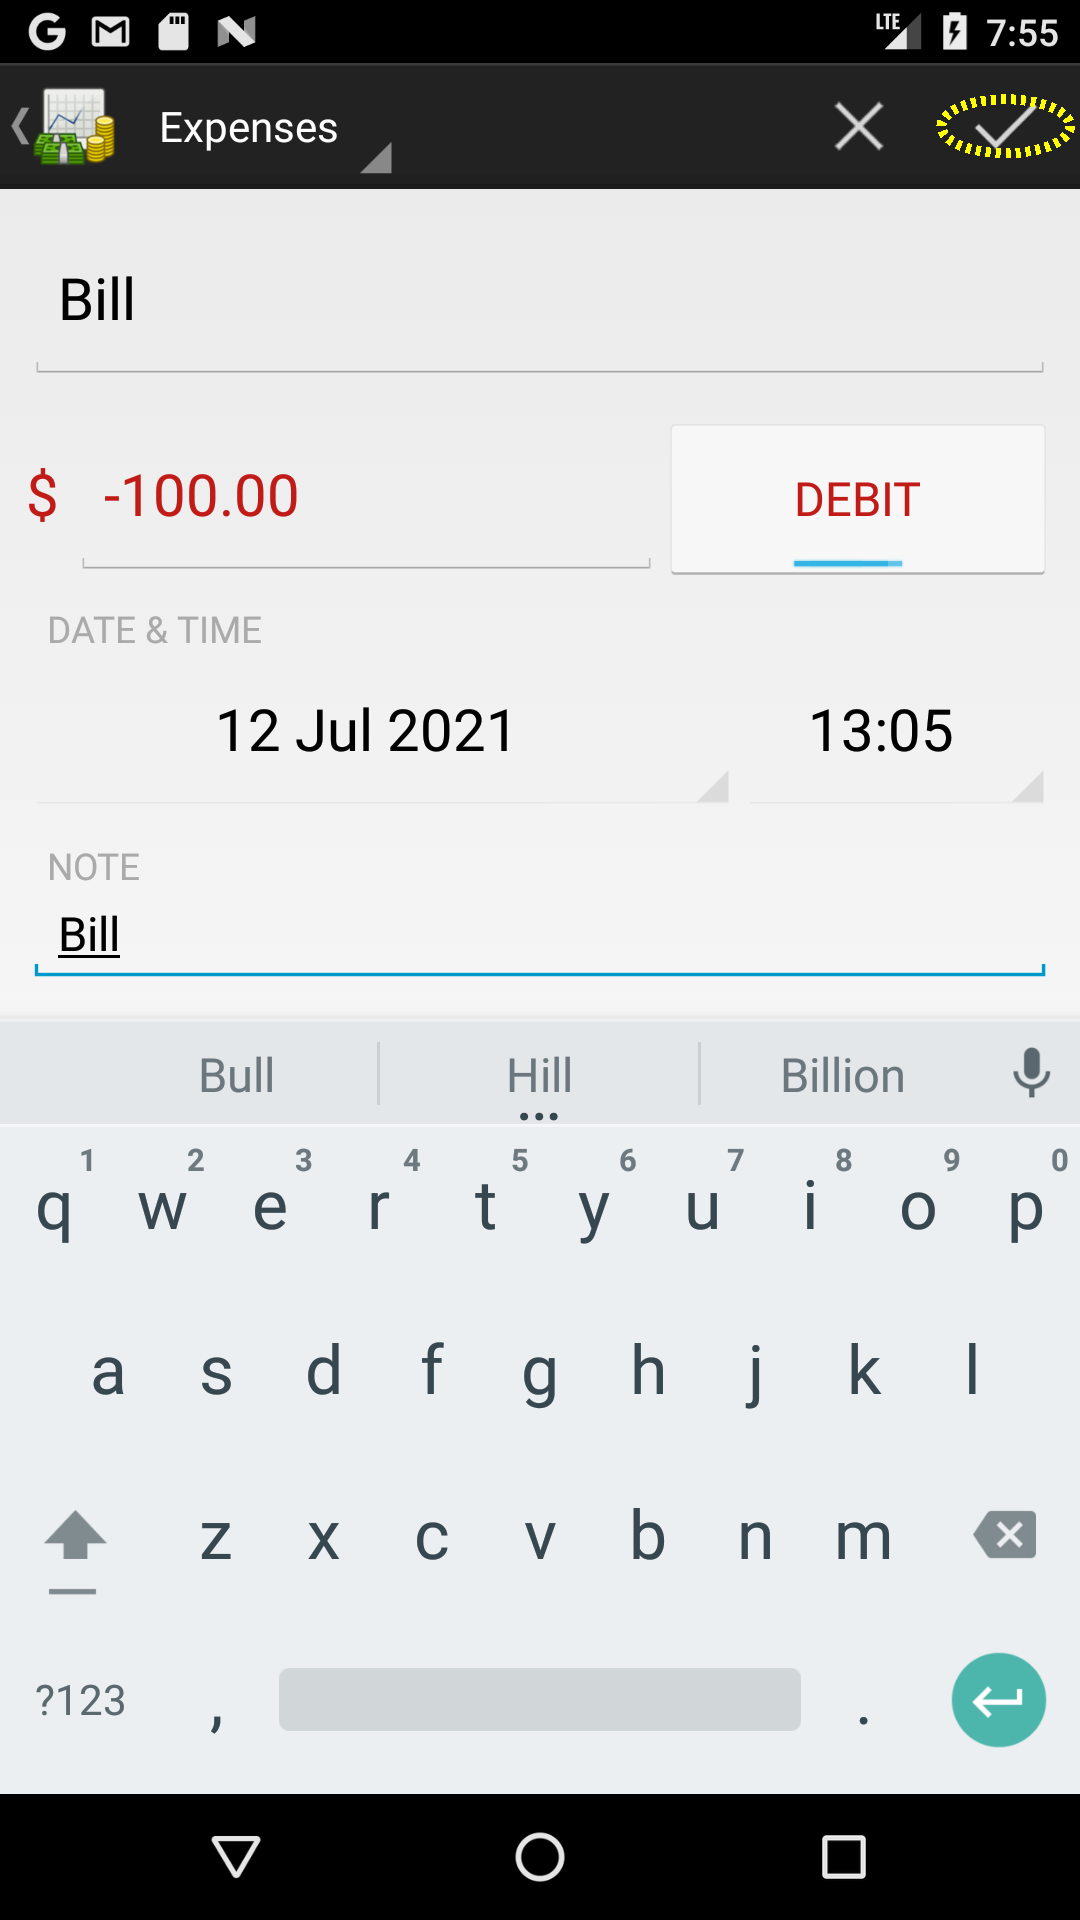 LTE 7:55
Expenses
Bill
$ -100.00 DEBIT
DATE & TIME
12 Jul 2021 13:05
NOTE
Bill
Bull Hill Billion
1 2 3 4 5 6 7 8 9 0
q w e r t y u i o p
a s d f g h j k l
z x c v b n m
?123 , .